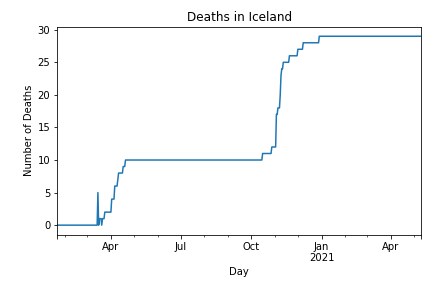 Deaths in Iceland
Number of Deaths
30
25
20
15
10
5
0
Apr
Jul
Oct
Jan
2021
Apr
Day